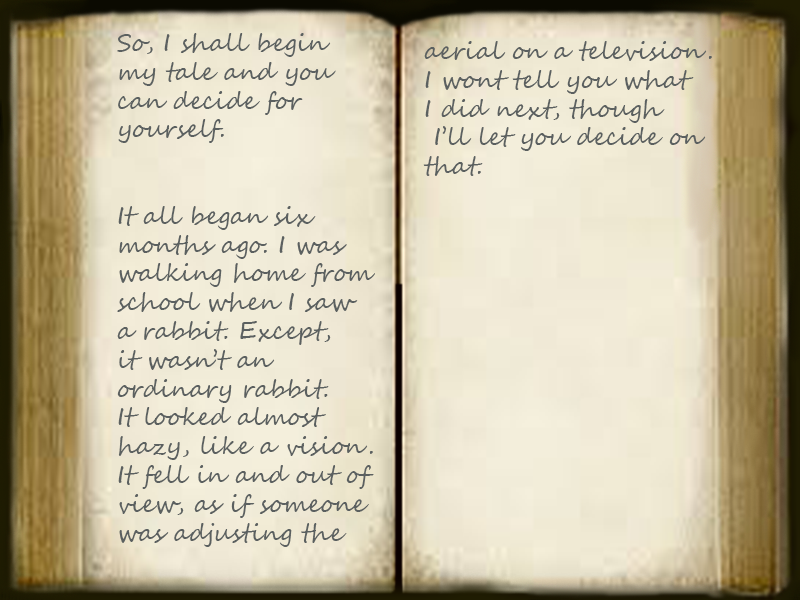 So, I shall begin
my tale and you
can decide for
yourself.
It all began six
months ago. I was
walking home from
school when I saw
a rabbit. Except,
it wasn't an
ordinary rabbit.
It looked almost
hazy, like a vision.
It fell in and out of
view, as if someone
was adjusting the
aerial on a television.
I wont tell you what
I did next, though
I'll let you decide on
that.